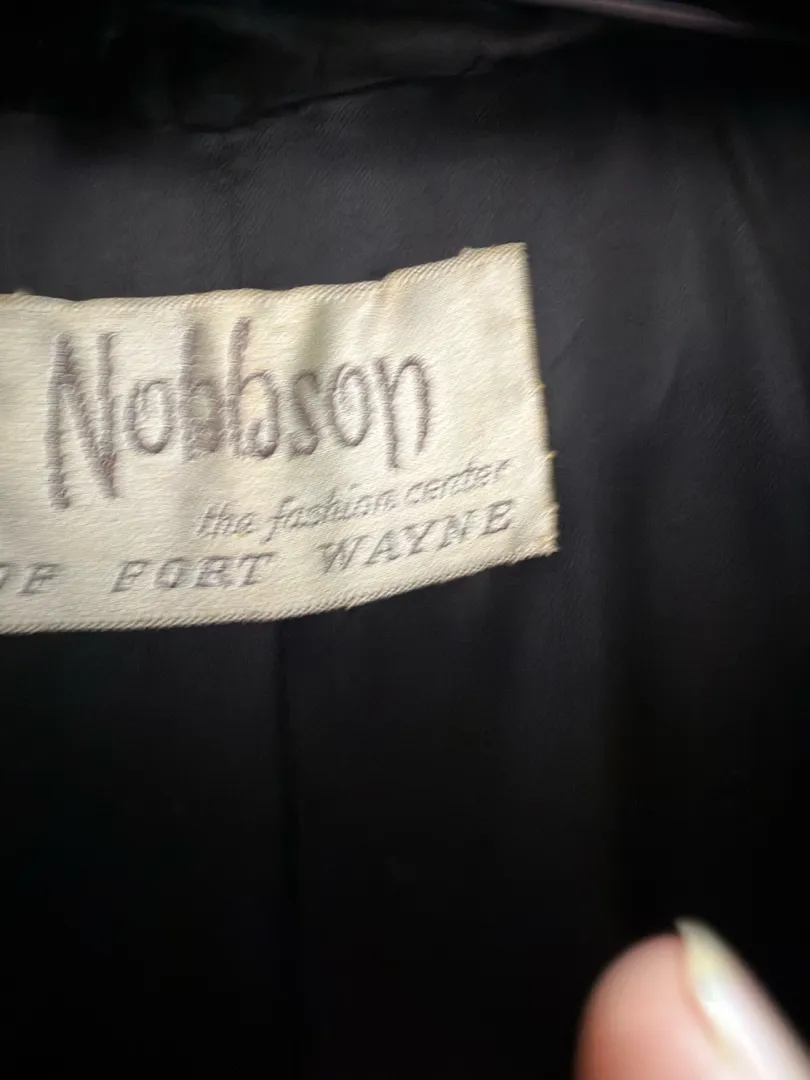 Nobbson
the fashion center
OF FORT WAYNE